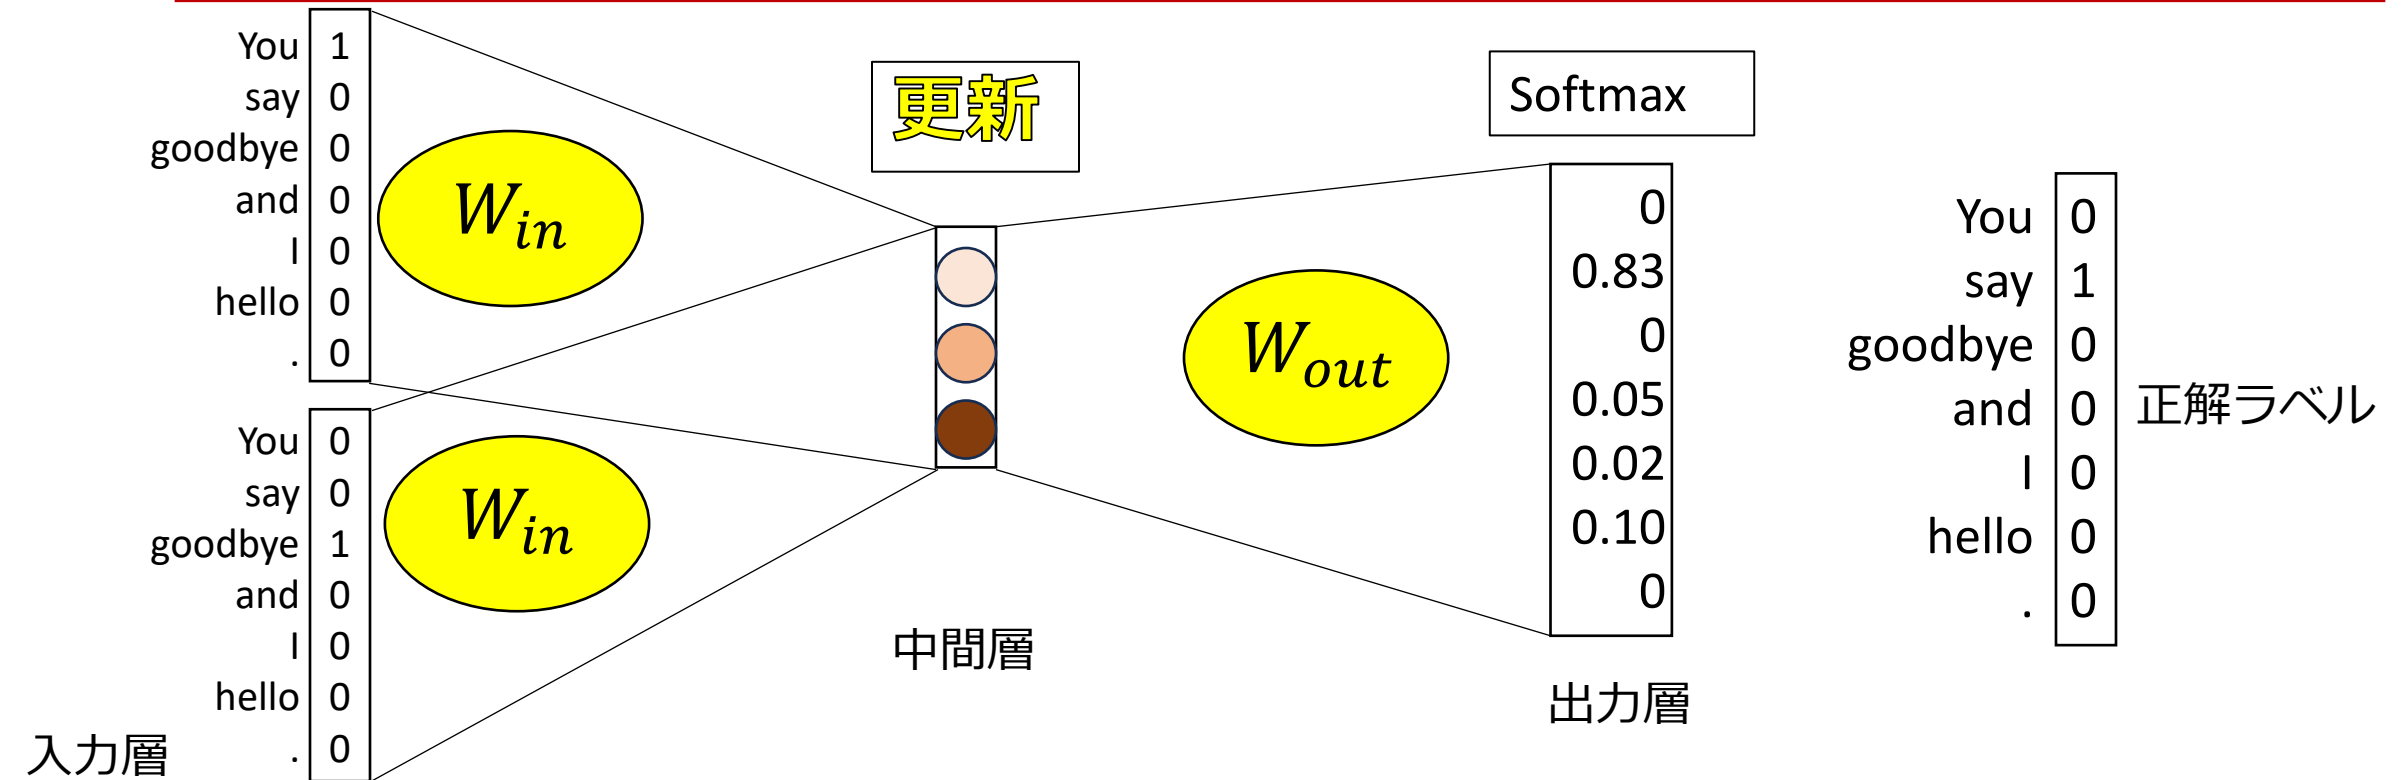 You 1
say 0
goodbye 0
and 0
I 0
hello 0
. 0
W_in
You 0
say 0
goodbye 1
and 0
I 0
hello 0
. 0
W_in
入力層
更新
中間層
W_out
Softmax
0
0.83
0
0.05
0.02
0.10
0
出力層
You 0
say 1
goodbye 0
and 0
I 0
hello 0
. 0
正解ラベル